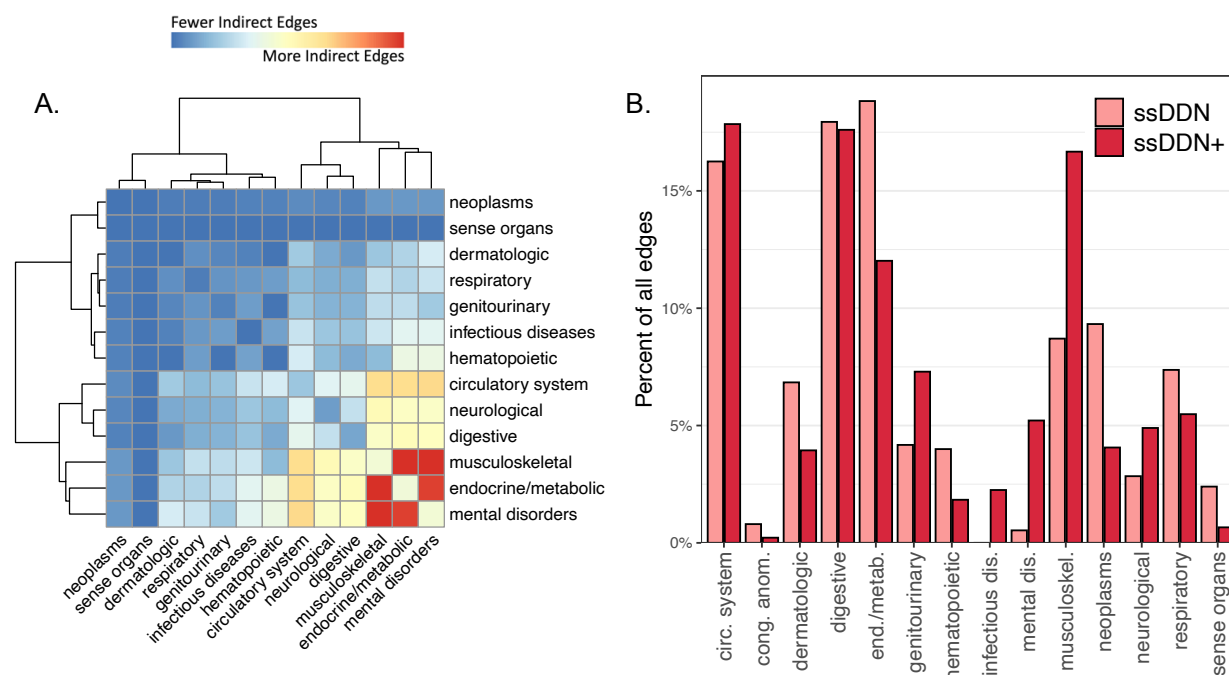 Fewer Indirect Edges
More Indirect Edges
A.
neoplasms
sense organs
dermatologic
respiratory
genitourinary
infectious diseases
hematopoietic
circulatory system
neurological
digestive
musculoskeletal
endocrine/metabolic
mental disorders
neoplasms
sense organs
dermatologic
respiratory
genitourinary
infectious diseases
hematopoietic
circulatory system
neurological
digestive
musculoskeletal
endocrine/metabolic
mental disorders
B.
ssDDN
ssDDN+
Percent of all edges
15%
10%
5%
0%
circ. system
cong. anom.
dermatologic
digestive
end./metab.
genitourinary
hematopoietic
infectious dis.
mental dis.
musculoskel.
neoplasms
neurological
respiratory
sense organs